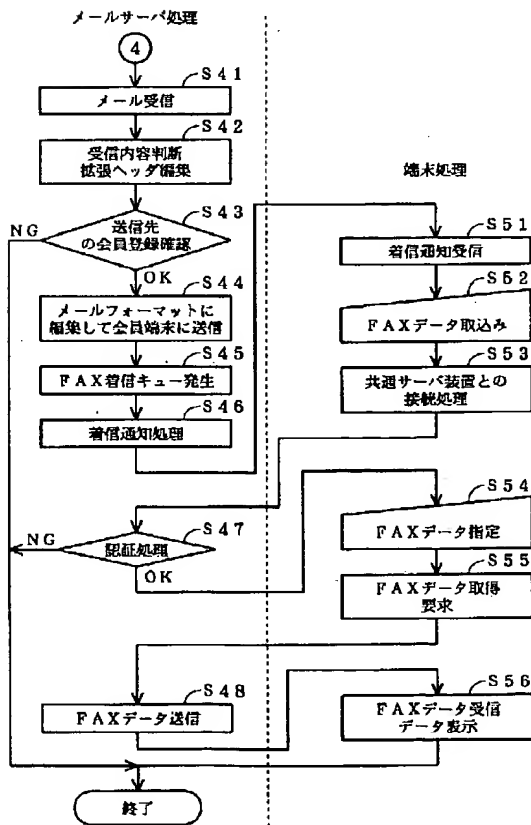 メールサーバ処理
4
S41
メール受信
S42
受信内容判断
拡張ヘッダ編集
S43
NG
送信先
の会員登録確認
OK
S44
メールフォーマットに
編集して会員端末に送信
S45
FAX着信キュー発生
S46
着信通知処理
S47
NG
認証処理
OK
S48
FAXデータ送信
終了
端末処理
S51
着信通知受信
S52
FAXデータ取込み
S53
共通サーバ装置との
接続処理
S54
FAXデータ指定
S55
FAXデータ取得
要求
S56
FAXデータ受信
データ表示